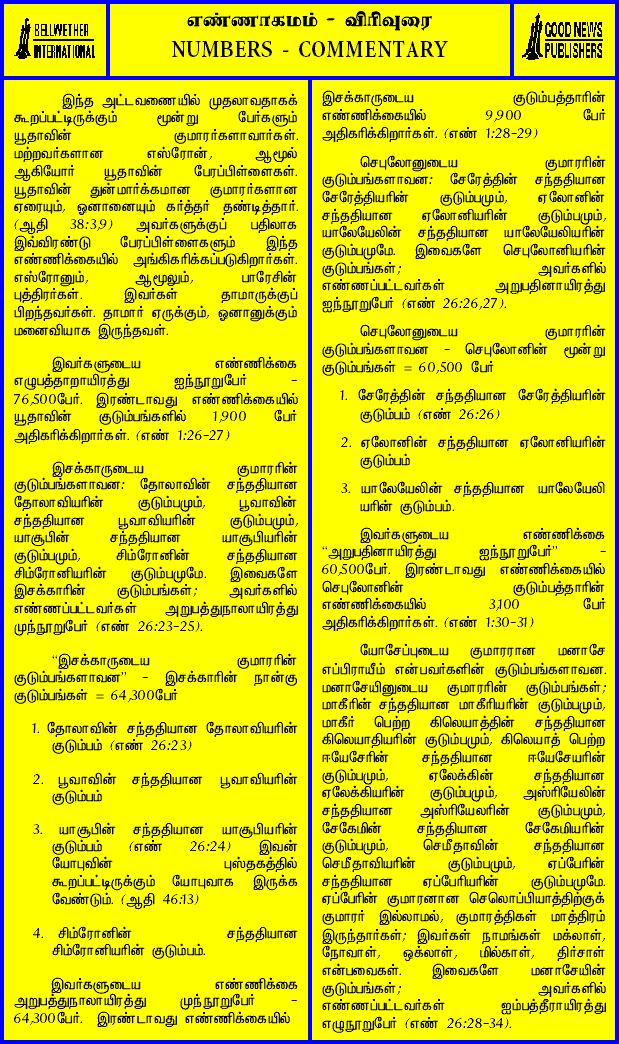 BELLWETHER
INTERNATIONAL
எண்ணாகமம் - விரிவுரை
NUMBERS - COMMENTARY
GOOD NEWS
PUBLISHERS
இந்த அட்டவணையில் முதலாவதாகக்
கூறப்பட்டிருக்கும் மூன்று பேர்களும்
யூதாவின் குமாரர்களாவார்கள்.
மற்றவர்களான எஸ்ரோன், ஆமூல்
ஆகியோர் யூதாவின் பேரப்பிள்ளைகள்.
யூதாவின் துன்மார்க்கமான குமாரர்களான
ஏரையும், ஓனானையும் கர்த்தர் தண்டித்தார்.
(ஆதி 38:3,9) அவர்களுக்குப் பதிலாக
இவ்விரண்டு பேரப்பிள்ளைகளும் இந்த
எண்ணிக்கையில் அங்கிகரிக்கப்படுகிறார்கள்.
எஸ்ரோனும், ஆமூலும், பாரேசின்
புத்திரர்கள். இவர்கள் தாமாருக்குப்
பிறந்தவர்கள். தாமார் ஏருக்கும், ஓனானுக்கும்
மனைவியாக இருந்தவள்.
இவர்களுடைய எண்ணிக்கை
எழுபத்தாறாயிரத்து ஐந்நூறுபேர் -
76,500பேர். இரண்டாவது எண்ணிக்கையில்
யூதாவின் குடும்பங்களில் 1,900 பேர்
அதிகரிக்கிறார்கள். (எண் 1:26-27)
இசக்காருடைய குமாரரின்
குடும்பங்களாவன: தோலாவின் சந்ததியான
தோலாவியரின் குடும்பமும், பூவாவின்
சந்ததியான பூவாவியரின் குடும்பமும்,
யாசூபின் சந்ததியான யாசூபியரின்
குடும்பமும், சிம்ரோனின் சந்ததியான
சிம்ரோனியரின் குடும்பமுமே. இவைகளே
இசக்காரின் குடும்பங்கள்; அவர்களில்
எண்ணப்பட்டவர்கள் அறுபத்துநாலாயிரத்து
முந்நூறுபேர் (எண் 26:23-25).
“இசக்காருடைய குமாரரின்
குடும்பங்களாவன” - இசக்காரின் நான்கு
குடும்பங்கள் = 64,300பேர்
1. தோலாவின் சந்ததியான தோலாவியரின்
குடும்பம் (எண் 26:23)
2. பூவாவின் சந்ததியான பூவாவியரின்
குடும்பம்
3. யாசூபின் சந்ததியான யாசூபியரின்
குடும்பம் (எண் 26:24) இவன்
யோபுவின் புஸ்தகத்தில்
கூறப்பட்டிருக்கும் யோபுவாக இருக்க
வேண்டும். (ஆதி 46:13)
4. சிம்ரோனின் சந்ததியான
சிம்ரோனியரின் குடும்பம்.
இவர்களுடைய எண்ணிக்கை
அறுபத்துநாலாயிரத்து முந்நூறுபேர் -
64,300பேர். இரண்டாவது எண்ணிக்கையில்
இசக்காருடைய குடும்பத்தாரின்
எண்ணிக்கையில் 9,900 பேர்
அதிகரிக்கிறார்கள். (எண் 1:28-29)
செபுலோனுடைய குமாரரின்
குடும்பங்களாவன: சேரேத்தின் சந்ததியான
சேரேத்தியரின் குடும்பமும், ஏலோனின்
சந்ததியான ஏலோனியரின் குடும்பமும்,
யாலேயேலின் சந்ததியான யாலேயேலியரின்
குடும்பமுமே. இவைகளே செபுலோனியரின்
குடும்பங்கள்; அவர்களில்
எண்ணப்பட்டவர்கள் அறுபதினாயிரத்து
ஐந்நூறுபேர் (எண் 26:26,27).
செபுலோனுடைய குமாரரின்
குடும்பங்களாவன - செபுலோனின் மூன்று
குடும்பங்கள் = 60,500 பேர்
1. சேரேத்தின் சந்ததியான சேரேத்தியரின்
குடும்பம் (எண் 26:26)
2. ஏலோனின் சந்ததியான ஏலோனியரின்
குடும்பம்
3. யாலேயேலின் சந்ததியான யாலேயேலி
யரின் குடும்பம்.
இவர்களுடைய எண்ணிக்கை
“அறுபதினாயிரத்து ஐந்நூறுபேர்” -
60,500பேர். இரண்டாவது எண்ணிக்கையில்
செபுலோனின் குடும்பத்தாரின்
எண்ணிக்கையில் 3,100 பேர்
அதிகரிக்கிறார்கள். (எண் 1:30-31)
யோசேப்புடைய குமாரரான மனாசே
எப்பிராயீம் என்பவர்களின் குடும்பங்களாவன.
மனாசேயினுடைய குமாரரின் குடும்பங்கள்;
மாகீரின் சந்ததியான மாகீரியரின் குடும்பமும்,
மாகீர் பெற்ற கிலெயாத்தின் சந்ததியான
கிலெயாதியரின் குடும்பமும், கிலெயாத் பெற்ற
ஈயேசேரின் சந்ததியான ஈயேசேயரின்
குடும்பமும், ஏலேக்கின் சந்ததியான
ஏலேக்கியரின் குடும்பமும், அஸ்ரியேலின்
சந்ததியான அஸ்ரியேலரின் குடும்பமும்,
சேகேமின் சந்ததியான சேகேமியரின்
குடும்பமும், செமீதாவின் சந்ததியான
செமீதாவியரின் குடும்பமும், ஏப்பேரின்
சந்ததியான ஏப்பேரியரின் குடும்பமுமே.
ஏப்பேரின் குமாரனான செலொப்பியாத்திற்குக்
குமாரர் இல்லாமல், குமாரத்திகள் மாத்திரம்
இருந்தார்கள்; இவர்கள் நாமங்கள் மக்லாள்,
நோவாள், ஒக்லாள், மில்காள், திர்சாள்
என்பவைகள். இவைகளே மனாசேயின்
குடும்பங்கள்; அவர்களில்
எண்ணப்பட்டவர்கள் ஐம்பத்தீராயிரத்து
எழுநூறுபேர் (எண் 26:28-34).